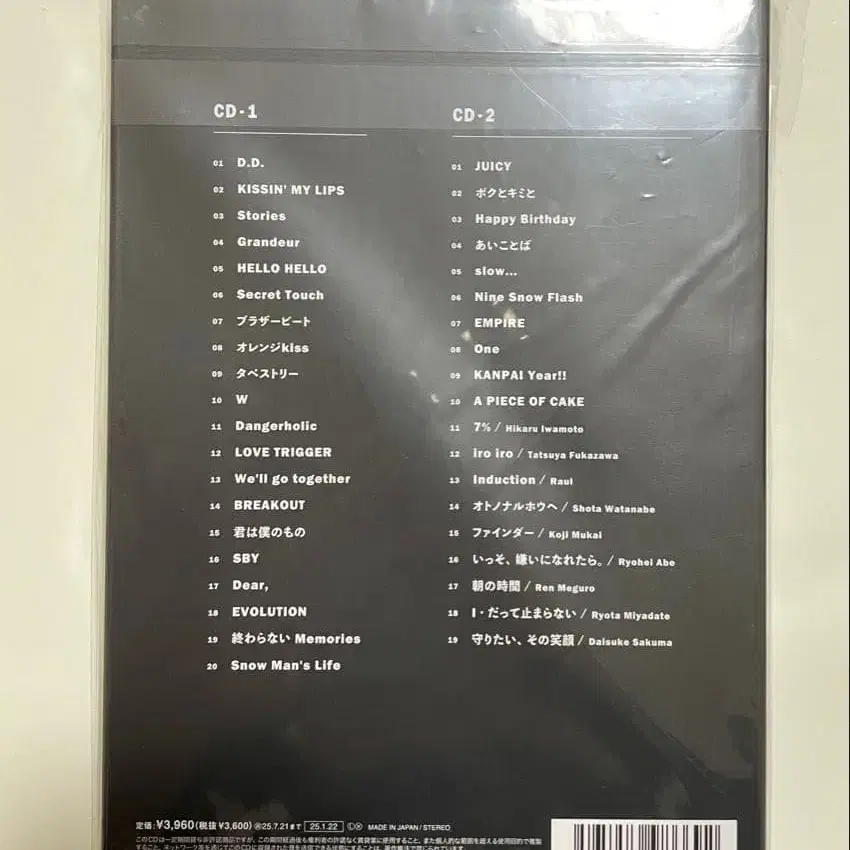 CD-1
01 D.D.
02 KISSIN' MY LIPS
03 Stories
04 Grandeur
05 HELLO HELLO
06 Secret Touch
07 ブラザービート
08 オレンジkiss
09 タペストリー
10 W
11 Dangerholic
12 LOVE TRIGGER
13 We'll go together
14 BREAKOUT
15 君は僕のもの
16 SBY
17 Dear,
18 EVOLUTION
19 終わらない Memories
20 Snow Man's Life
CD-2
01 JUICY
02 ボクとキミと
03 Happy Birthday
04 あいことば
05 slow...
06 Nine Snow Flash
07 EMPIRE
08 One
09 KANPAI Year!!
10 A PIECE OF CAKE
11 7% / Hikaru Iwamoto
12 iro iro / Tatsuya Fukazawa
13 Induction / Raul
14 オトノナルホウヘ / Shota Watanabe
15 ファインダー / Koji Mukai
16 いっそ、嫌いになれたら。 / Ryohei Abe
17 朝の時間 / Ren Meguro
18 I・だって止まらない / Ryota Miyadate
19 守りたい、その笑顔 / Daisuke Sakuma
定価:¥3,960(税抜¥3,600) 25.7.21まで 25.1.22 MADE IN JAPAN/STEREO